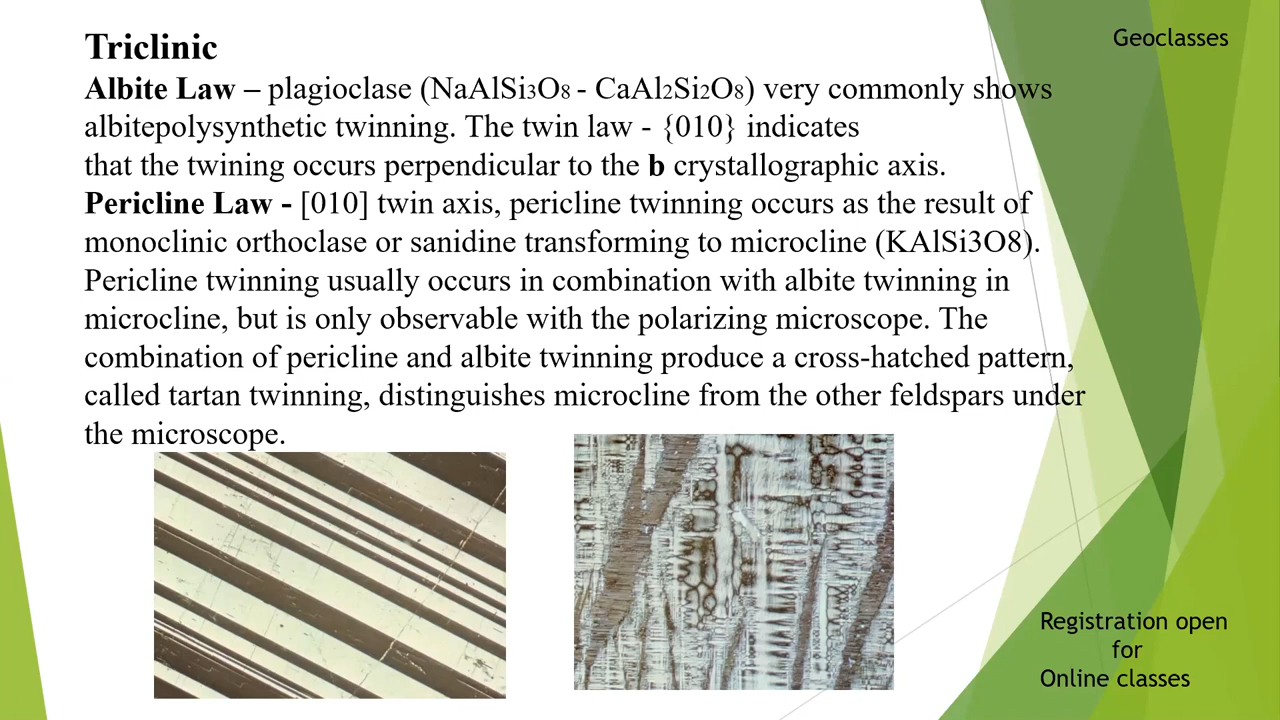 Triclinic
Geoclasses
Albite Law – plagioclase (NaAlSi3O8 - CaAl2Si2O8) very commonly shows
albitepolysynthetic twinning. The twin law - {010} indicates
that the twining occurs perpendicular to the b crystallographic axis.
Pericline Law - [010] twin axis, pericline twinning occurs as the result of
monoclinic orthoclase or sanidine transforming to microcline (KAlSi3O8).
Pericline twinning usually occurs in combination with albite twinning in
microcline, but is only observable with the polarizing microscope. The
combination of pericline and albite twinning produce a cross-hatched pattern,
called tartan twinning, distinguishes microcline from the other feldspars under
the microscope.
Registration open
for
Online classes